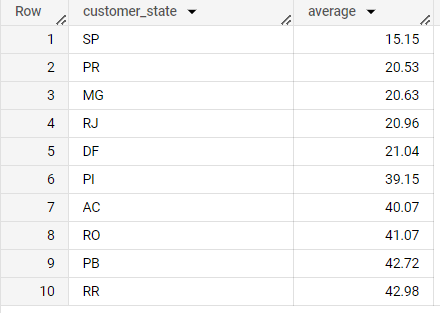 Row customer_state average
1 SP 15.15
2 PR 20.53
3 MG 20.63
4 RJ 20.96
5 DF 21.04
6 PI 39.15
7 AC 40.07
8 RO 41.07
9 PB 42.72
10 RR 42.98